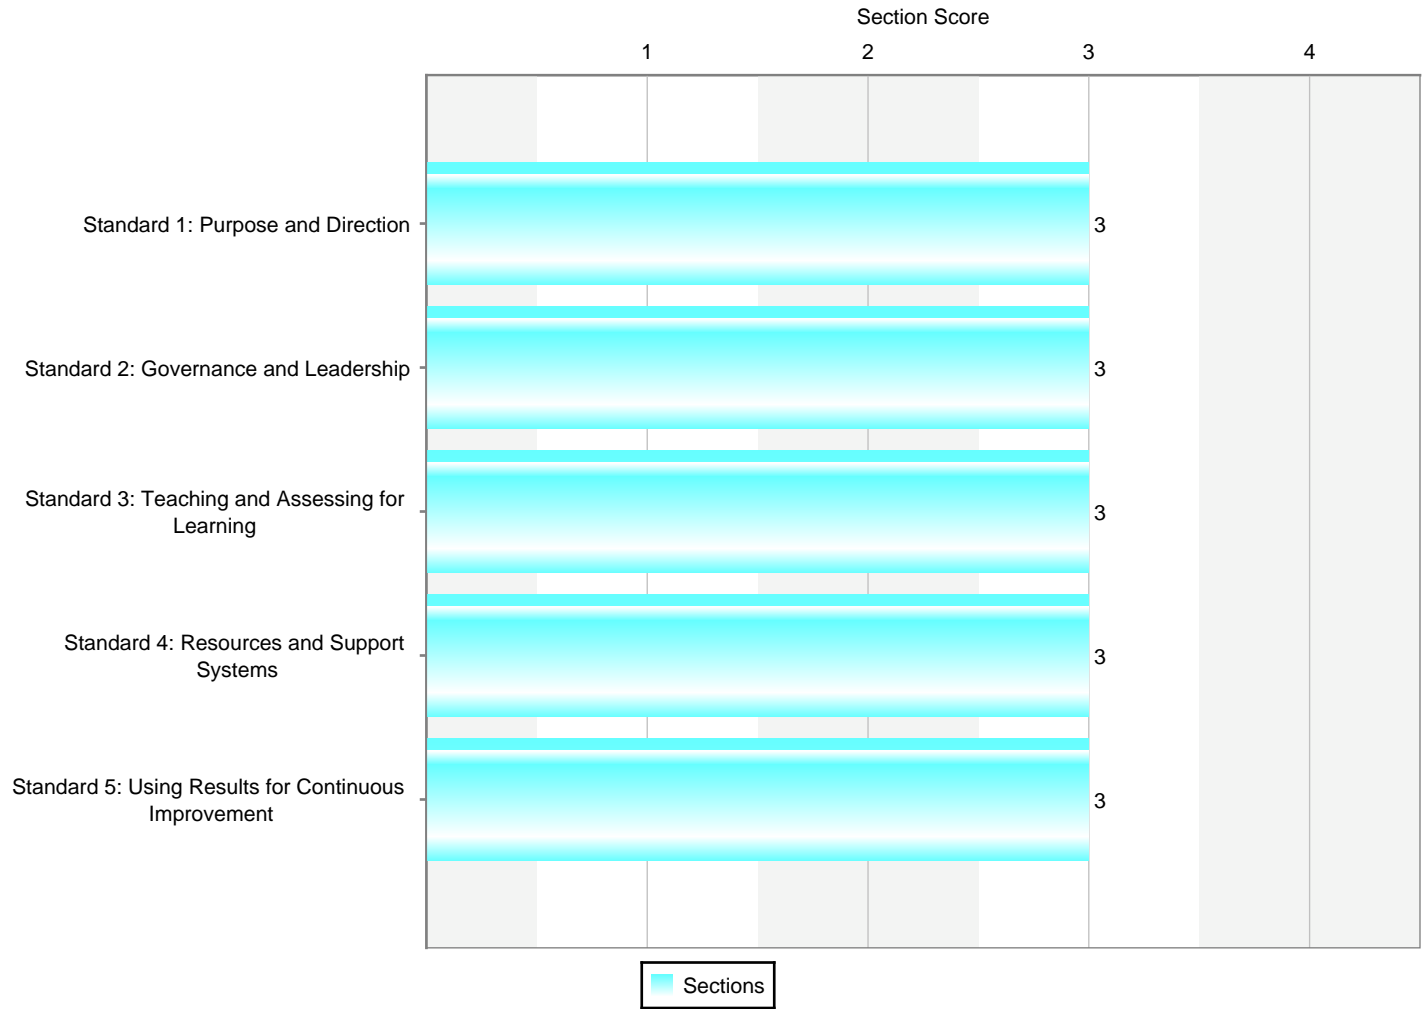 Section Score
1 2 3 4
Standard 1: Purpose and Direction 3
Standard 2: Governance and Leadership 3
Standard 3: Teaching and Assessing for
Learning
3
Standard 4: Resources and Support
Systems
3
Standard 5: Using Results for Continuous
Improvement
3
Sections